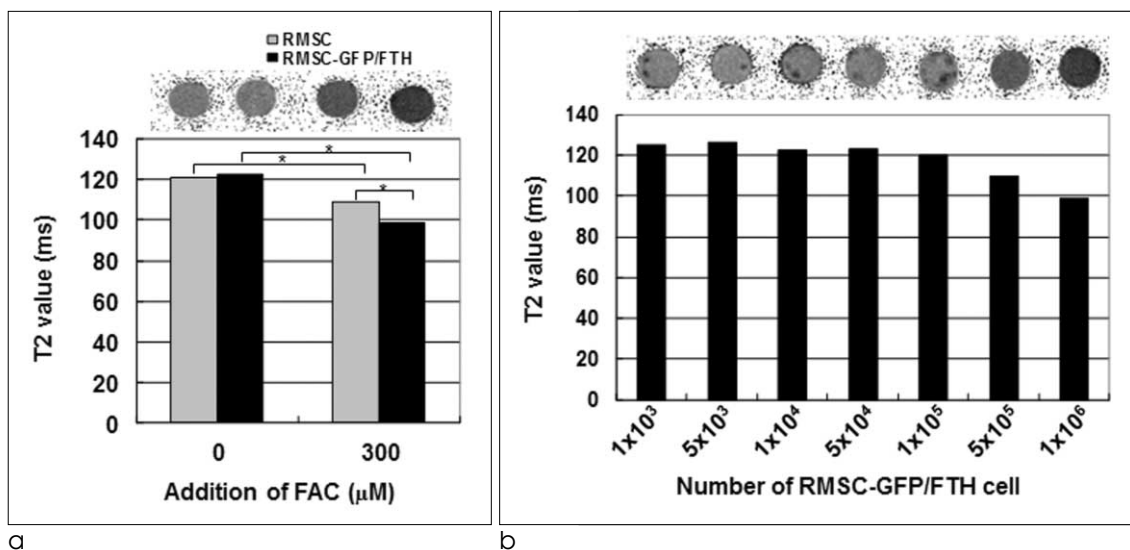 RMSC
RMSC-GFP/FTH
140
120
100
80
60
40
20
0
T2 value (ms)
*
*
*
0 300
Addition of FAC (µM)
a
140
120
100
80
60
40
20
0
T2 value (ms)
1x10³ 5x10³ 1x10⁴ 5x10⁴ 1x10⁵ 5x10⁵ 1x10⁶
Number of RMSC-GFP/FTH cell
b